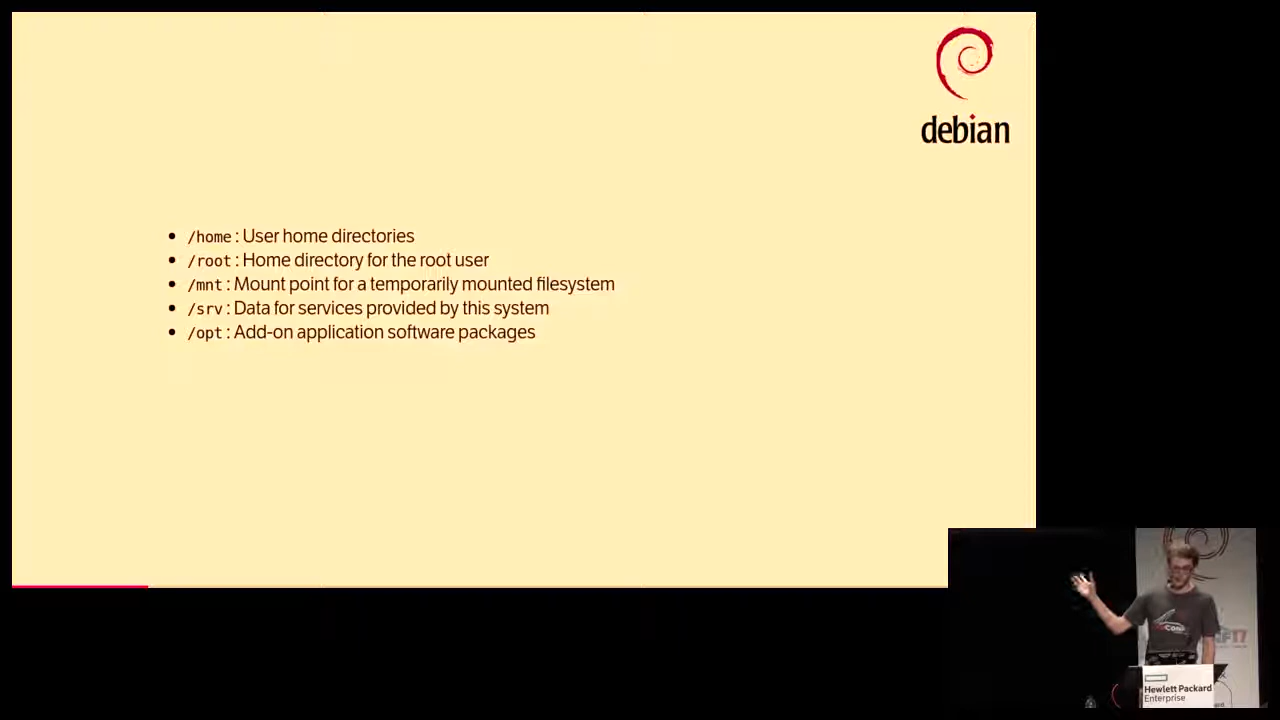 debian
/home : User home directories
/root : Home directory for the root user
/mnt : Mount point for a temporarily mounted filesystem
/srv : Data for services provided by this system
/opt : Add-on application software packages
Hewlett Packard
Enterprise